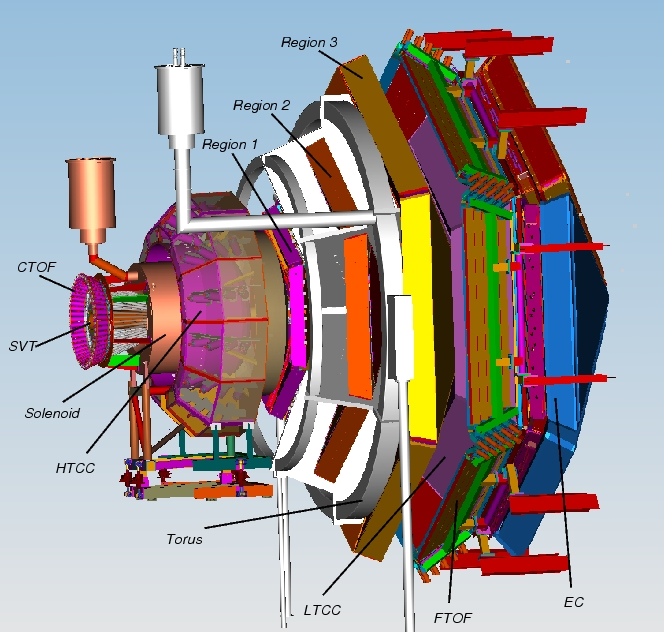 Region 3
Region 2
Region 1
CTOF
SVT
Solenoid
HTCC
Torus
LTCC
FTOF
EC